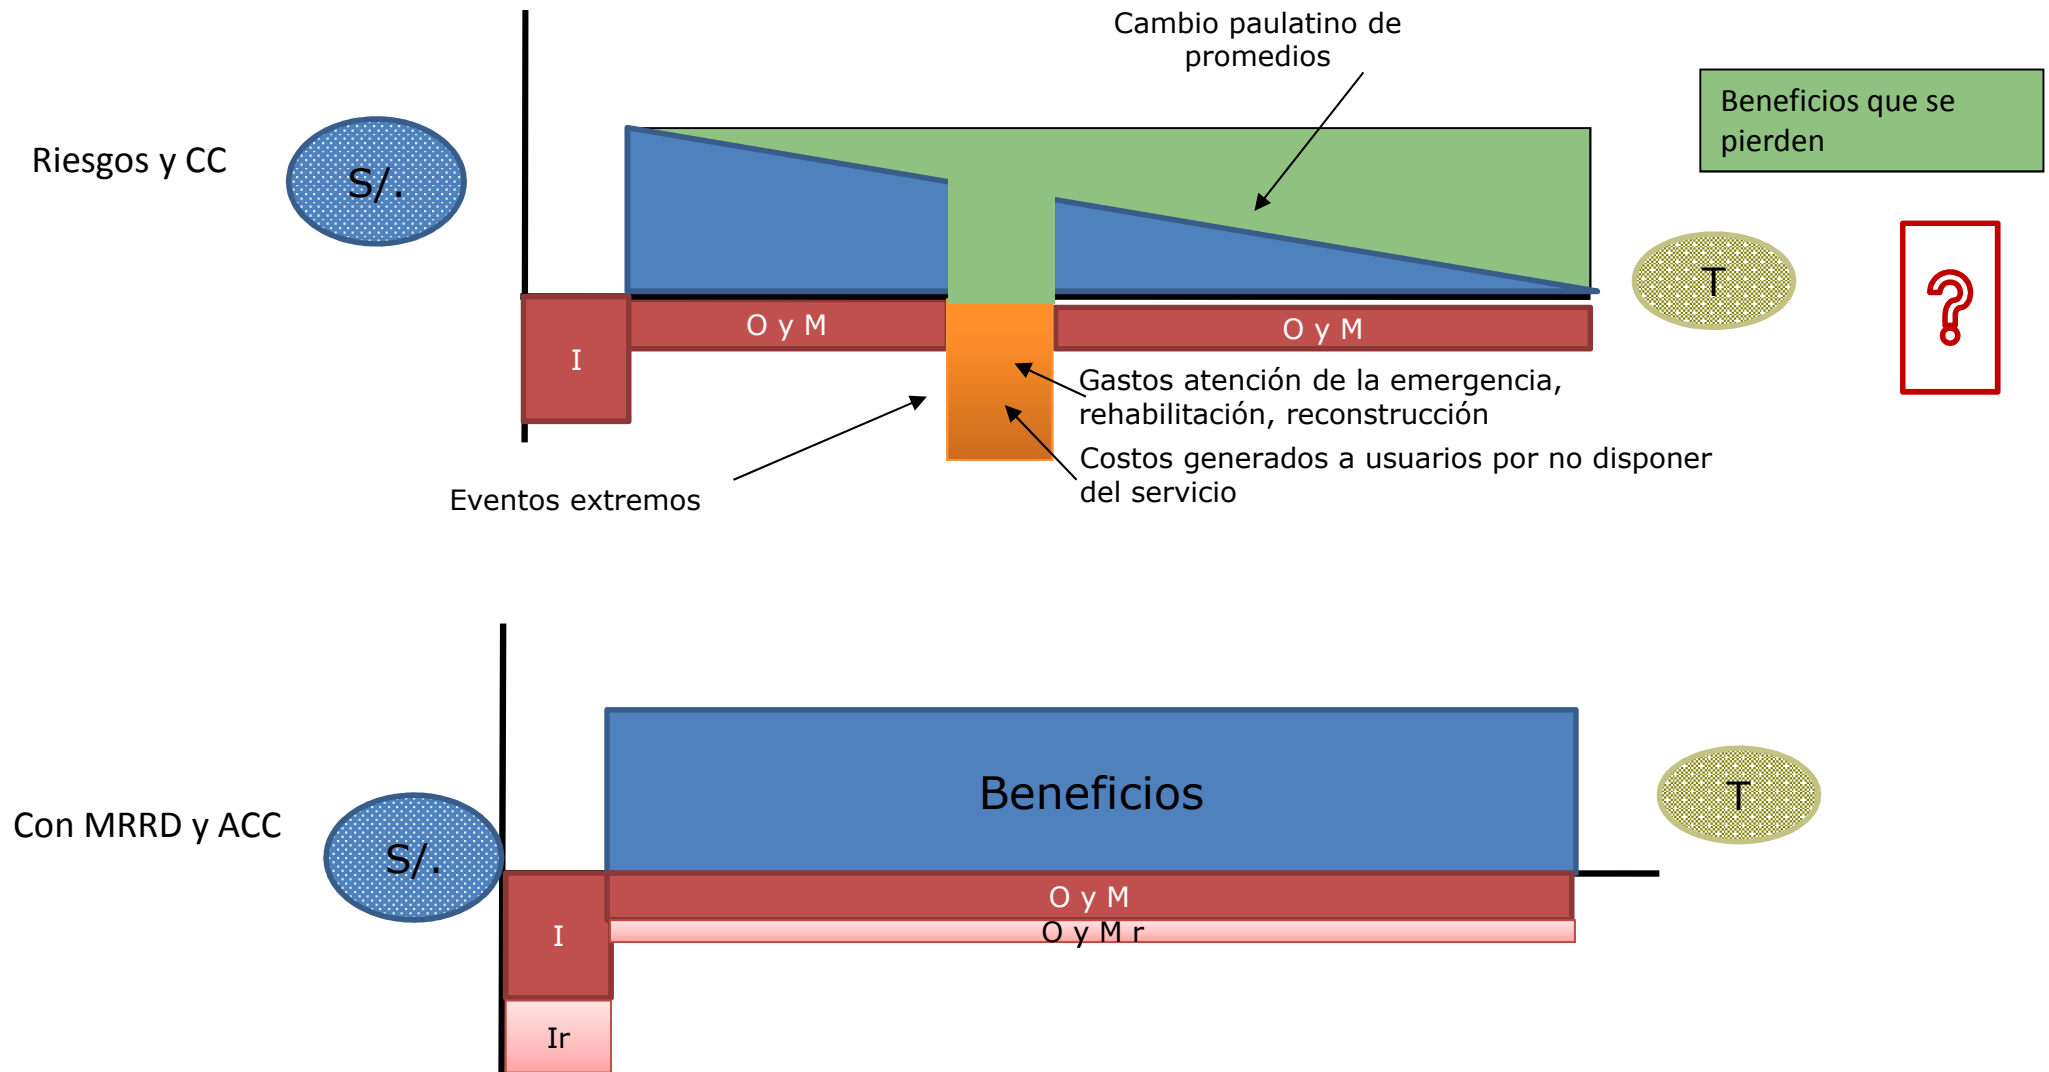 Cambio paulatino de
promedios
Beneficios que se
pierden
Riesgos y CC
S/.
T
?
O y M
O y M
I
Gastos atención de la emergencia,
rehabilitación, reconstrucción
Costos generados a usuarios por no disponer
del servicio
Eventos extremos
Beneficios
T
Con MRRD y ACC
S/.
O y M
O y M r
I
Ir